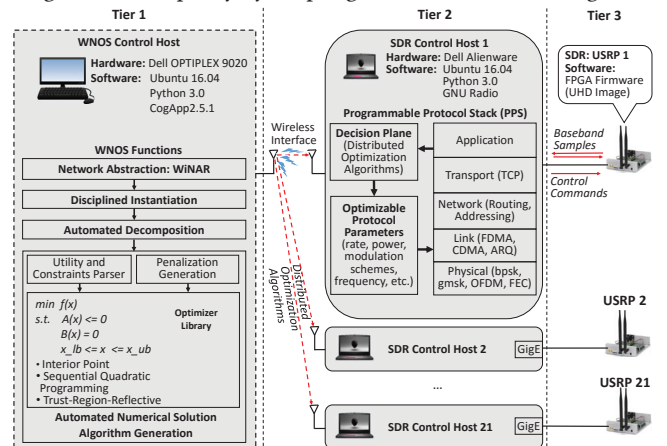 Tier 1
Tier 2
Tier 3
WNOS Control Host
Hardware: Dell OPTIPLEX 9020
Software: Ubuntu 16.04
Python 3.0
CogApp2.5.1
WNOS Functions
Network Abstraction: WiNAR
Disciplined Instantiation
Automated Decomposition
Utility and
Constraints Parser
Penalization
Generation
min f(x)
s.t. A(x) <= 0
B(x) = 0
x_lb <= x <= x_ub
Optimizer
Library
• Interior Point
• Sequential Quadratic
Programming
• Trust-Region-Reflective
Automated Numerical Solution
Algorithm Generation
Wireless
Interface
Distributed
Optimization
Algorithms
SDR Control Host 1
Hardware: Dell Alienware
Software: Ubuntu 16.04
Python 3.0
GNU Radio
Programmable Protocol Stack (PPS)
Decision Plane
(Distributed
Optimization
Algorithms)
Optimizable
Protocol
Parameters
(rate, power,
modulation
schemes,
frequency, etc.)
Application
Transport (TCP)
Network (Routing,
Addressing)
Link (FDMA,
CDMA, ARQ)
Physical (bpsk,
gmsk, OFDM, FEC)
SDR Control Host 2
GigE
...
SDR Control Host 21
GigE
SDR: USRP 1
Software:
FPGA Firmware
(UHD Image)
Baseband
Samples
Control
Commands
USRP 2
USRP 21